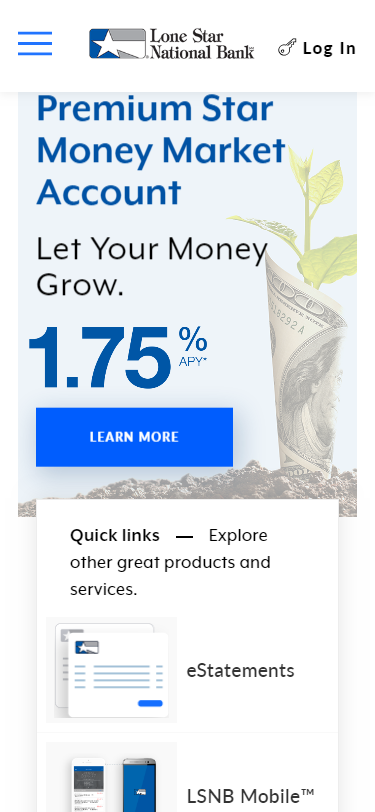 Lone Star
National Bank
Log In
Premium Star
Money Market
Account
Let Your Money
Grow.
1.75% APY*
LEARN MORE
Quick links — Explore
other great products and
services.
eStatements
LSNB Mobile™